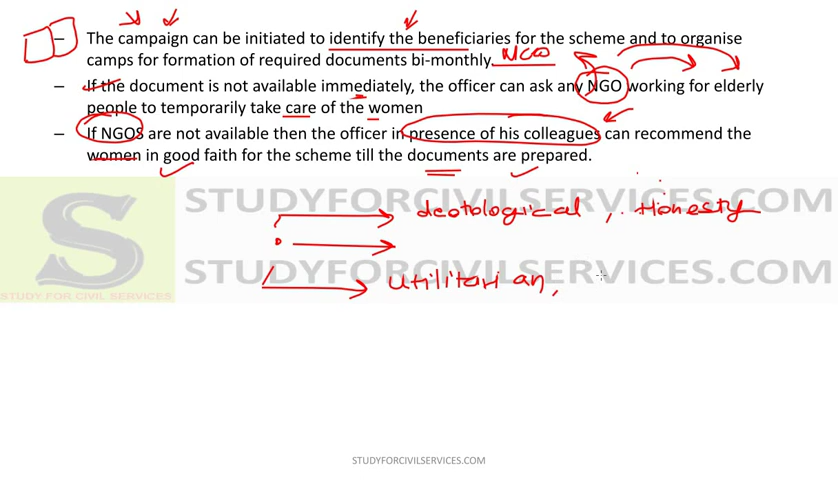 – The campaign can be initiated to identify the beneficiaries for the scheme and to organise
camps for formation of required documents bi-monthly. NGO
– If the document is not available immediately, the officer can ask any NGO working for elderly
people to temporarily take care of the women
– If NGOS are not available then the officer in presence of his colleagues can recommend the
women in good faith for the scheme till the documents are prepared.
STUDYFORCIVILSERVICES.COM
deotological, Honesty
STUDYFORCIVILSERVICES.COM
utilitarian,
STUDY FOR CIVIL SERVICES
STUDYFORCIVILSERVICES.COM